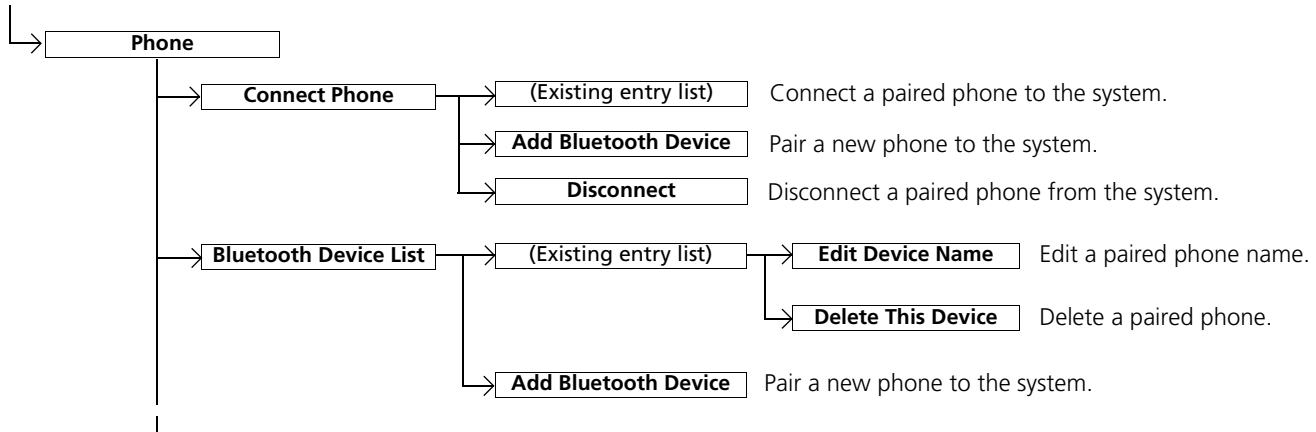 Phone
Connect Phone (Existing entry list) Connect a paired phone to the system.
Add Bluetooth Device Pair a new phone to the system.
Disconnect Disconnect a paired phone from the system.
Bluetooth Device List (Existing entry list) Edit Device Name Edit a paired phone name.
Delete This Device Delete a paired phone.
Add Bluetooth Device Pair a new phone to the system.